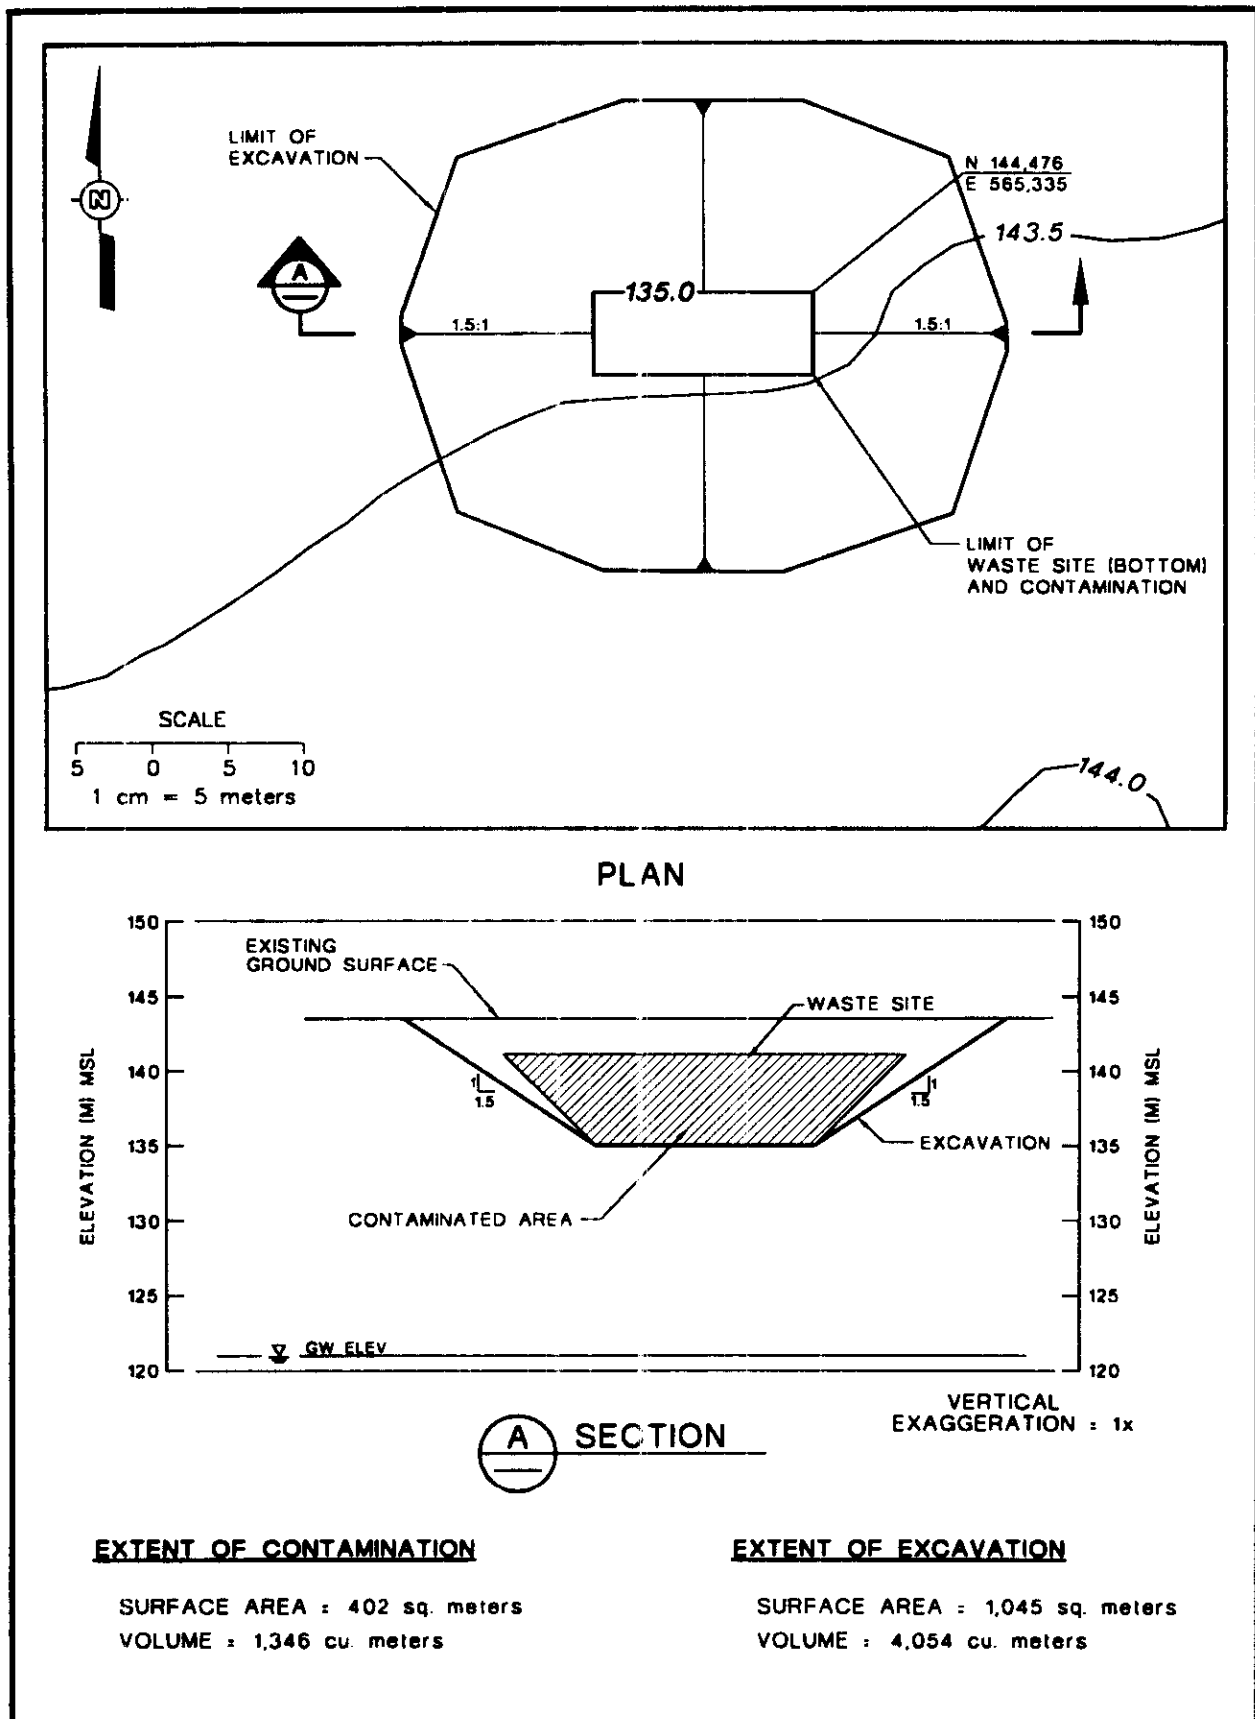 LIMIT OF
EXCAVATION
N
A
N 144,476
E 565,335
143.5
135.0
1.5:1
1.5:1
LIMIT OF
WASTE SITE (BOTTOM)
AND CONTAMINATION
SCALE
5 0 5 10
1 cm = 5 meters
144.0
PLAN
150
145
140
135
130
125
120
ELEVATION (M) MSL
EXISTING
GROUND SURFACE
WASTE SITE
1
1.5
1
1.5
EXCAVATION
CONTAMINATED AREA
GW ELEV
150
145
140
135
130
125
120
ELEVATION (M) MSL
VERTICAL
EXAGGERATION = 1x
A SECTION
EXTENT OF CONTAMINATION
SURFACE AREA = 402 sq. meters
VOLUME = 1,346 cu. meters
EXTENT OF EXCAVATION
SURFACE AREA = 1,045 sq. meters
VOLUME = 4,054 cu. meters